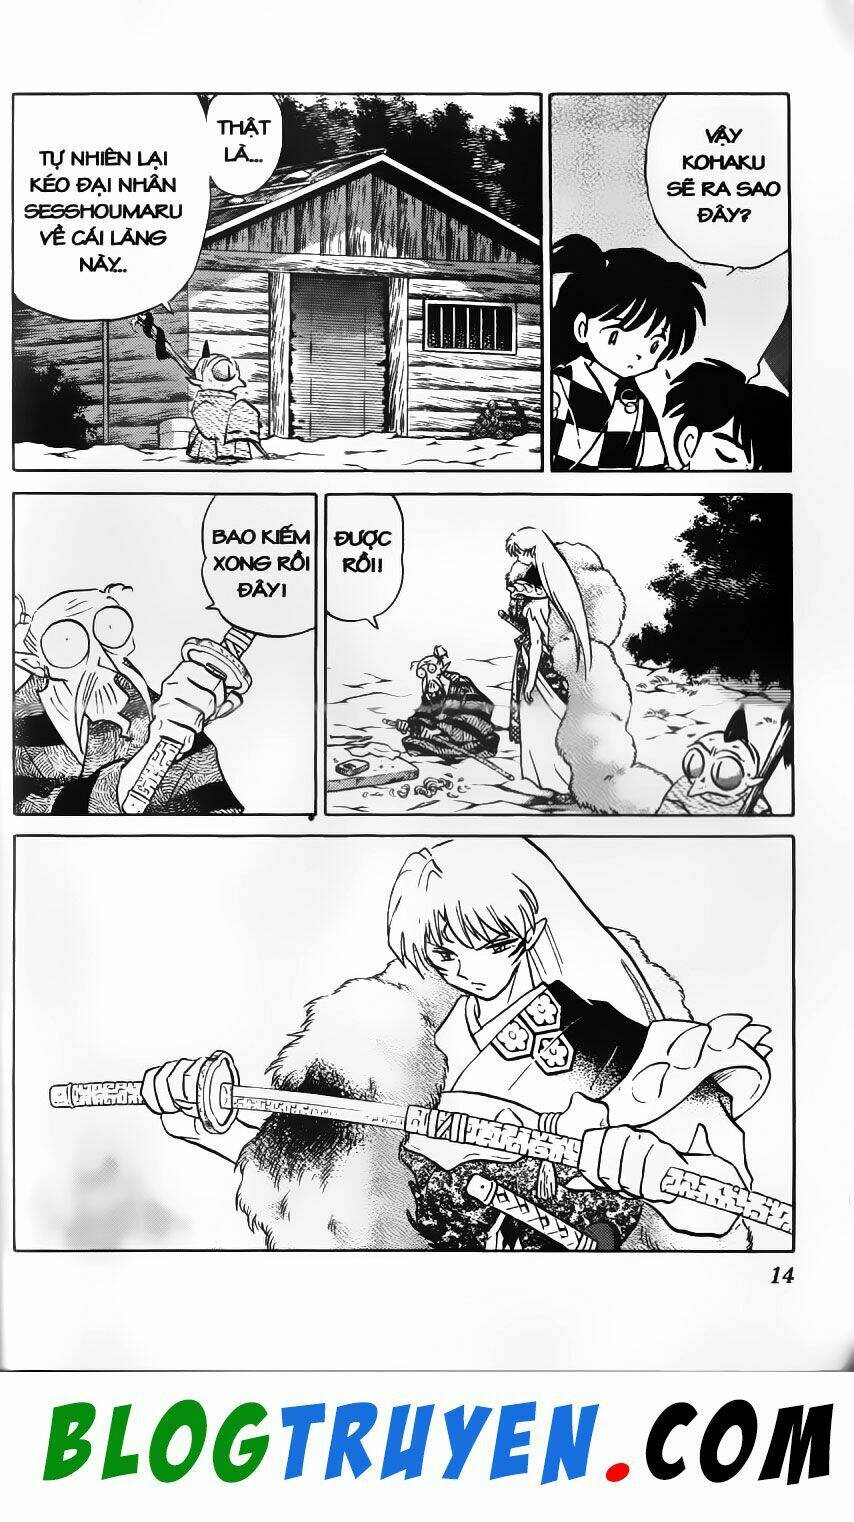 THẬT
LÀ...
TỰ NHIÊN LẠI
KÉO ĐẠI NHÂN
SESSHOUMARU
VỀ CÁI LÀNG
NÀY...
VẬY
KOHAKU
SẼ RA SAO
ĐÂY?
BAO KIẾM
XONG RỒI
ĐÂY!
ĐƯỢC
RỒI!
14
BLOGTRUYEN.COM